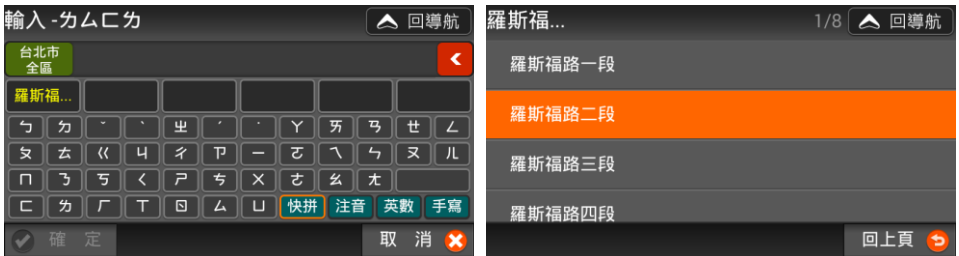 輸入 -ㄌㄙㄈㄌ
回導航
台北市
全區
羅斯福...
ㄅ ㄉ ˇ ˋ ㄓ ˊ ˙ ㄚ ㄞ ㄢ ㄝ ㄥ
ㄆ ㄊ ㄍ ㄐ ㄔ ㄗ ㄧ ㄛ ㄟ ㄣ ㄡ ㄦ
ㄇ ㄋ ㄎ ㄑ ㄕ ㄘ ㄨ ㄜ ㄠ ㄤ
ㄈ ㄌ ㄏ ㄒ ㄖ ㄙ ㄩ 快拼 注音 英數 手寫
確 定
取 消
羅斯福...
1/8
回導航
羅斯福路一段
羅斯福路二段
羅斯福路三段
羅斯福路四段
回上頁